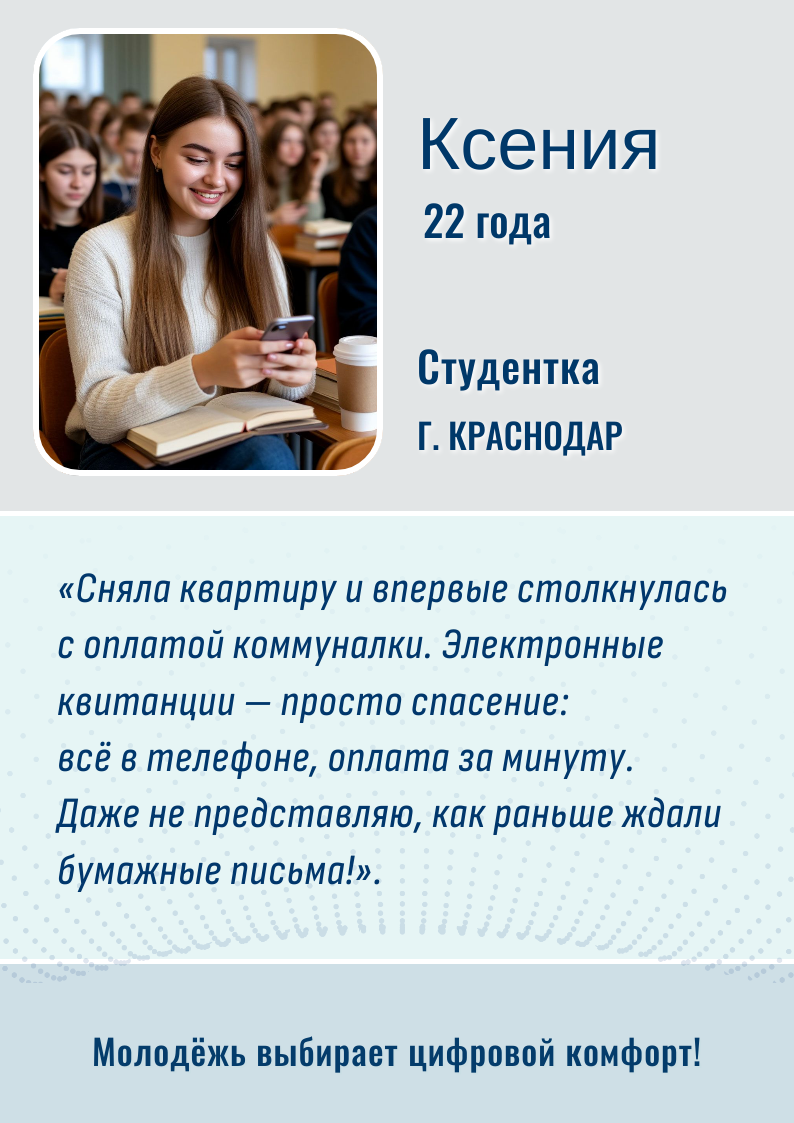 Ксения
22 года
Студентка
Г. КРАСНОДАР
«Сняла квартиру и впервые столкнулась
с оплатой коммуналки. Электронные
квитанции — просто спасение:
всё в телефоне, оплата за минуту.
Даже не представляю, как раньше ждали
бумажные письма!».
Молодёжь выбирает цифровой комфорт!